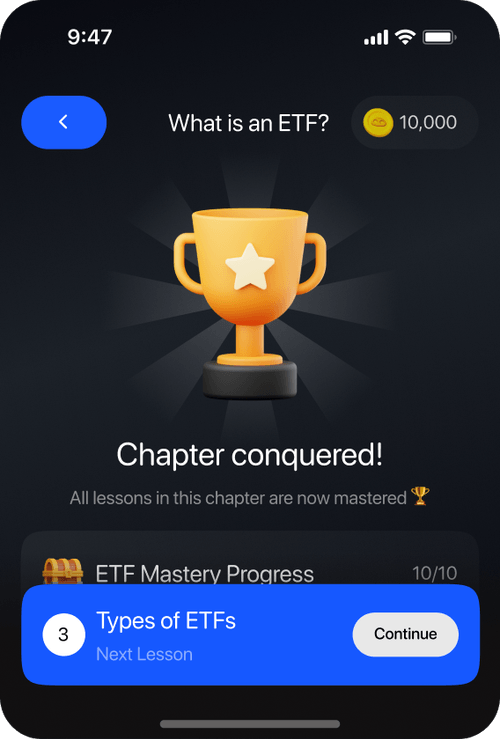 9:47
What is an ETF?
10,000
Chapter conquered!
All lessons in this chapter are now mastered 🏆
ETF Mastery Progress
10/10
3
Types of ETFs
Next Lesson
Continue